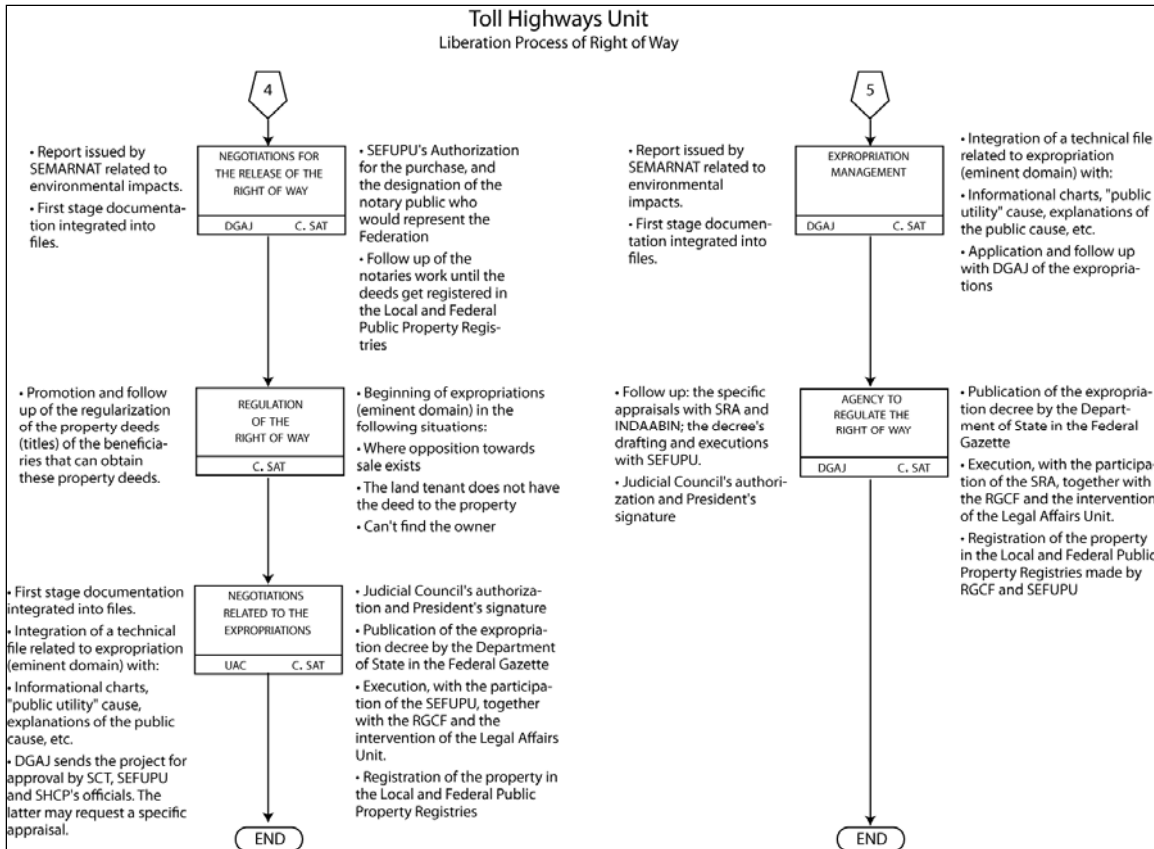 Toll Highways Unit
Liberation Process of Right of Way
4
• Report issued by
SEMARNAT related to
environmental impacts.
• First stage documenta-
tion integrated into
files.
NEGOTIATIONS FOR
THE RELEASE OF THE
RIGHT OF WAY
DGAJ C. SAT
• SEFUPU's Authorization
for the purchase, and
the designation of the
notary public who
would represent the
Federation
• Follow up of the
notaries work until the
deeds get registered in
the Local and Federal
Public Property Regis-
tries
• Promotion and follow
up of the regularization
of the property deeds
(titles) of the beneficia-
ries that can obtain
these property deeds.
REGULATION
OF THE
RIGHT OF WAY
C. SAT
• Beginning of expropriations
(eminent domain) in the
following situations:
• Where opposition towards
sale exists
• The land tenant does not have
the deed to the property
• Can't find the owner
• First stage documentation
integrated into files.
• Integration of a technical
file related to expropriation
(eminent domain) with:
• Informational charts,
"public utility" cause,
explanations of the public
cause, etc.
• DGAJ sends the project for
approval by SCT, SEFUPU
and SHCP's officials. The
latter may request a specific
appraisal.
NEGOTIATIONS
RELATED TO THE
EXPROPRIATIONS
UAC C. SAT
• Judicial Council's authoriza-
tion and President's signature
• Publication of the expropria-
tion decree by the Department
of State in the Federal Gazette
• Execution, with the participa-
tion of the SEFUPU, together
with the RGCF and the
intervention of the Legal Affairs
Unit.
• Registration of the property in
the Local and Federal Public
Property Registries
END
5
• Report issued by
SEMARNAT related to
environmental
impacts.
• First stage documen-
tation integrated into
files.
EXPROPRIATION
MANAGEMENT
DGAJ C. SAT
• Integration of a technical file
related to expropriation
(eminent domain) with:
• Informational charts, "public
utility" cause, explanations of
the public cause, etc.
• Application and follow up
with DGAJ of the expropria-
tions
• Follow up: the specific
appraisals with SRA and
INDAABIN; the decree's
drafting and executions
with SEFUPU.
• Judicial Council's authori-
zation and President's
signature
AGENCY TO
REGULATE THE
RIGHT OF WAY
DGAJ C. SAT
• Publication of the expropria-
tion decree by the Depart-
ment of State in the Federal
Gazette
• Execution, with the participa-
tion of the SRA, together with
the RGCF and the intervention
of the Legal Affairs Unit.
• Registration of the property
in the Local and Federal Public
Property Registries made by
RGCF and SEFUPU
END